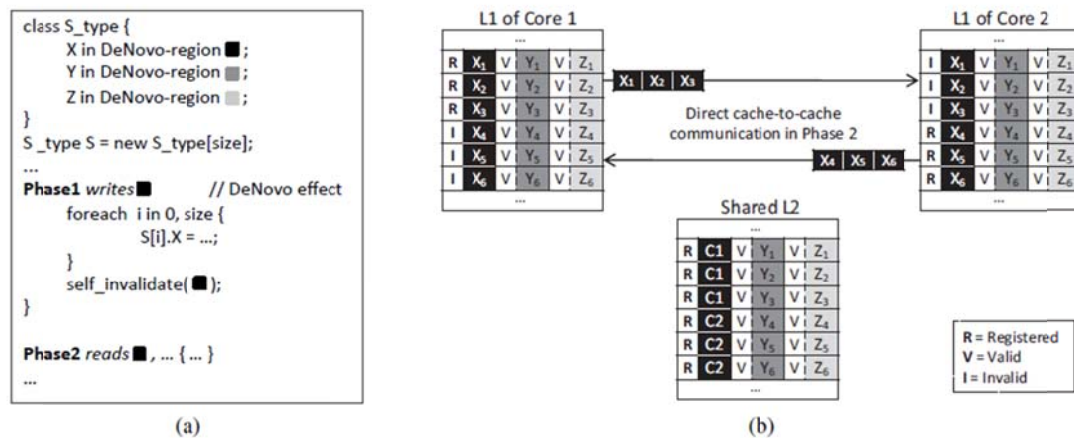 class S_type {
X in DeNovo-region ;
Y in DeNovo-region ;
Z in DeNovo-region ;
}
S _type S = new S_type[size];
...
Phase1 writes // DeNovo effect
foreach i in 0, size {
S[i].X = ...;
}
self_invalidate( );
}
Phase2 reads , ... { ... }
...
(a)
L1 of Core 1
...
R X1 V Y1 V Z1
R X2 V Y2 V Z2
R X3 V Y3 V Z3
I X4 V Y4 V Z4
I X5 V Y5 V Z5
I X6 V Y6 V Z6
...
X1 X2 X3
Direct cache-to-cache
communication in Phase 2
X4 X5 X6
L1 of Core 2
...
I X1 V Y1 V Z1
I X2 V Y2 V Z2
I X3 V Y3 V Z3
R X4 V Y4 V Z4
R X5 V Y5 V Z5
R X6 V Y6 V Z6
...
Shared L2
...
R C1 V Y1 V Z1
R C1 V Y2 V Z2
R C1 V Y3 V Z3
R C2 V Y4 V Z4
R C2 V Y5 V Z5
R C2 V Y6 V Z6
...
R = Registered
V = Valid
I = Invalid
(b)